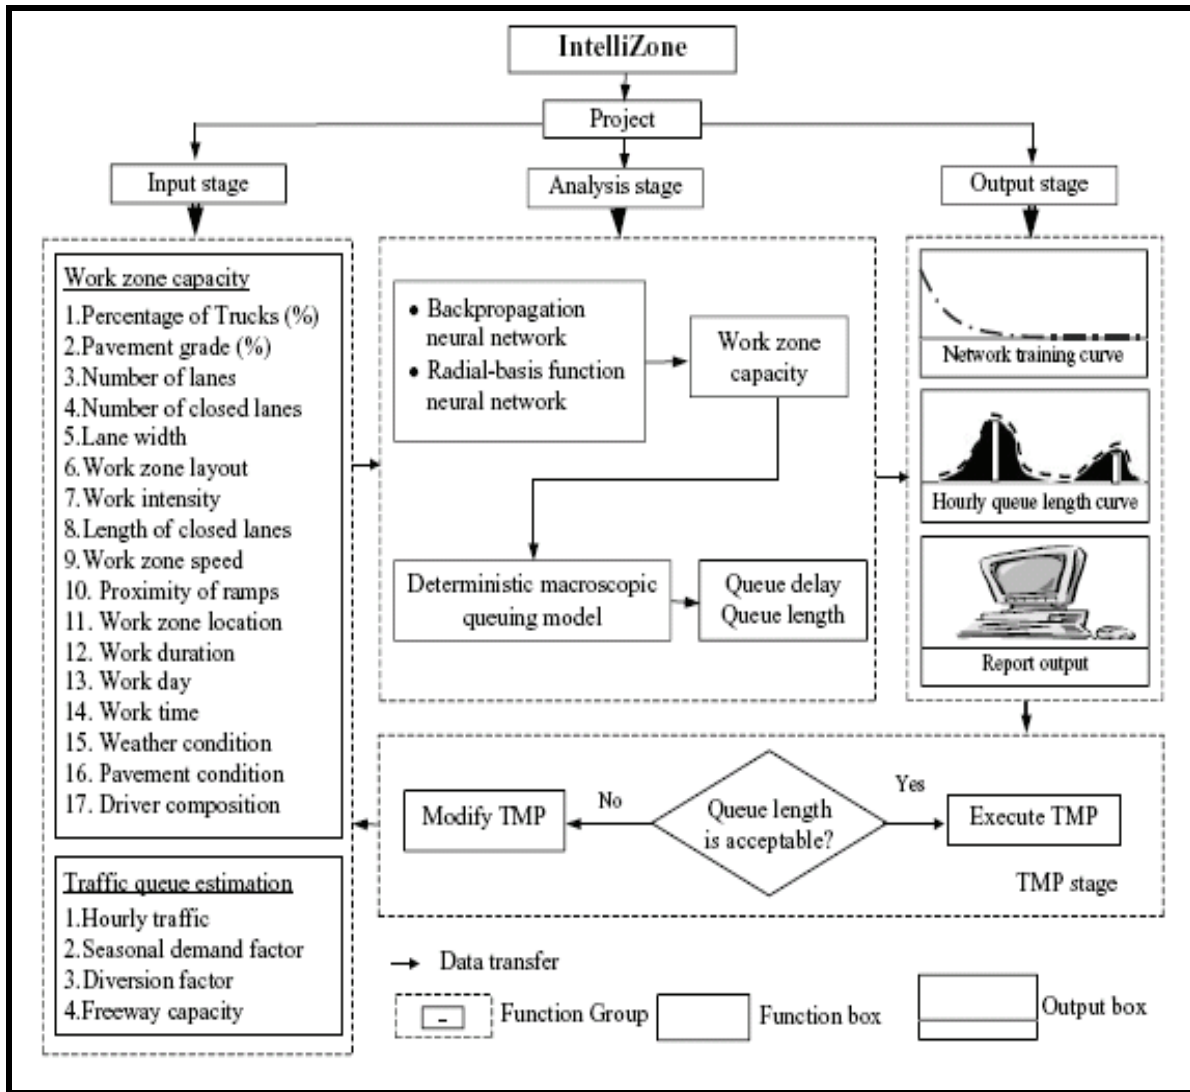 IntelliZone
Project
Input stage
Analysis stage
Output stage
Work zone capacity
1.Percentage of Trucks (%)
2.Pavement grade (%)
3.Number of lanes
4.Number of closed lanes
5.Lane width
6.Work zone layout
7.Work intensity
8.Length of closed lanes
9.Work zone speed
10. Proximity of ramps
11. Work zone location
12. Work duration
13. Work day
14. Work time
15. Weather condition
16. Pavement condition
17. Driver composition
Traffic queue estimation
1.Hourly traffic
2.Seasonal demand factor
3.Diversion factor
4.Freeway capacity
• Backpropagation
neural network
• Radial-basis function
neural network
Work zone
capacity
Deterministic macroscopic
queuing model
Queue delay
Queue length
Network training curve
Hourly queue length curve
Report output
Modify TMP
No
Queue length
is acceptable?
Yes
Execute TMP
TMP stage
Data transfer
Function Group
Function box
Output box